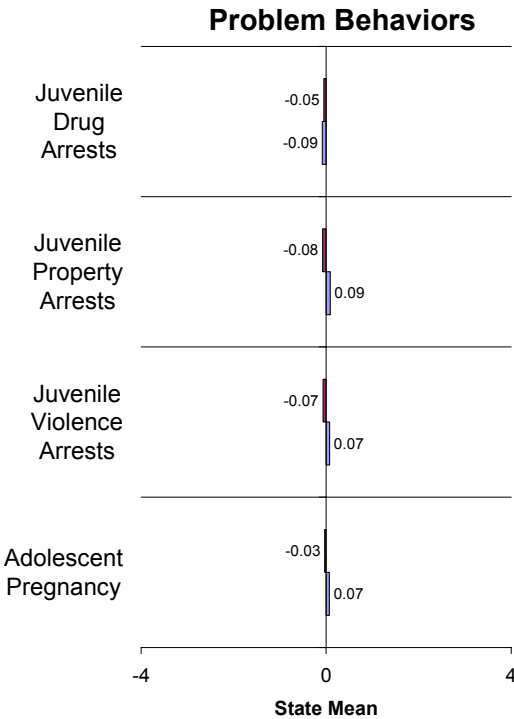 Problem Behaviors
Juvenile
Drug
Arrests
-0.05
-0.09
Juvenile
Property
Arrests
-0.08
0.09
Juvenile
Violence
Arrests
-0.07
0.07
Adolescent
Pregnancy
-0.03
0.07
-4
0
4
State Mean